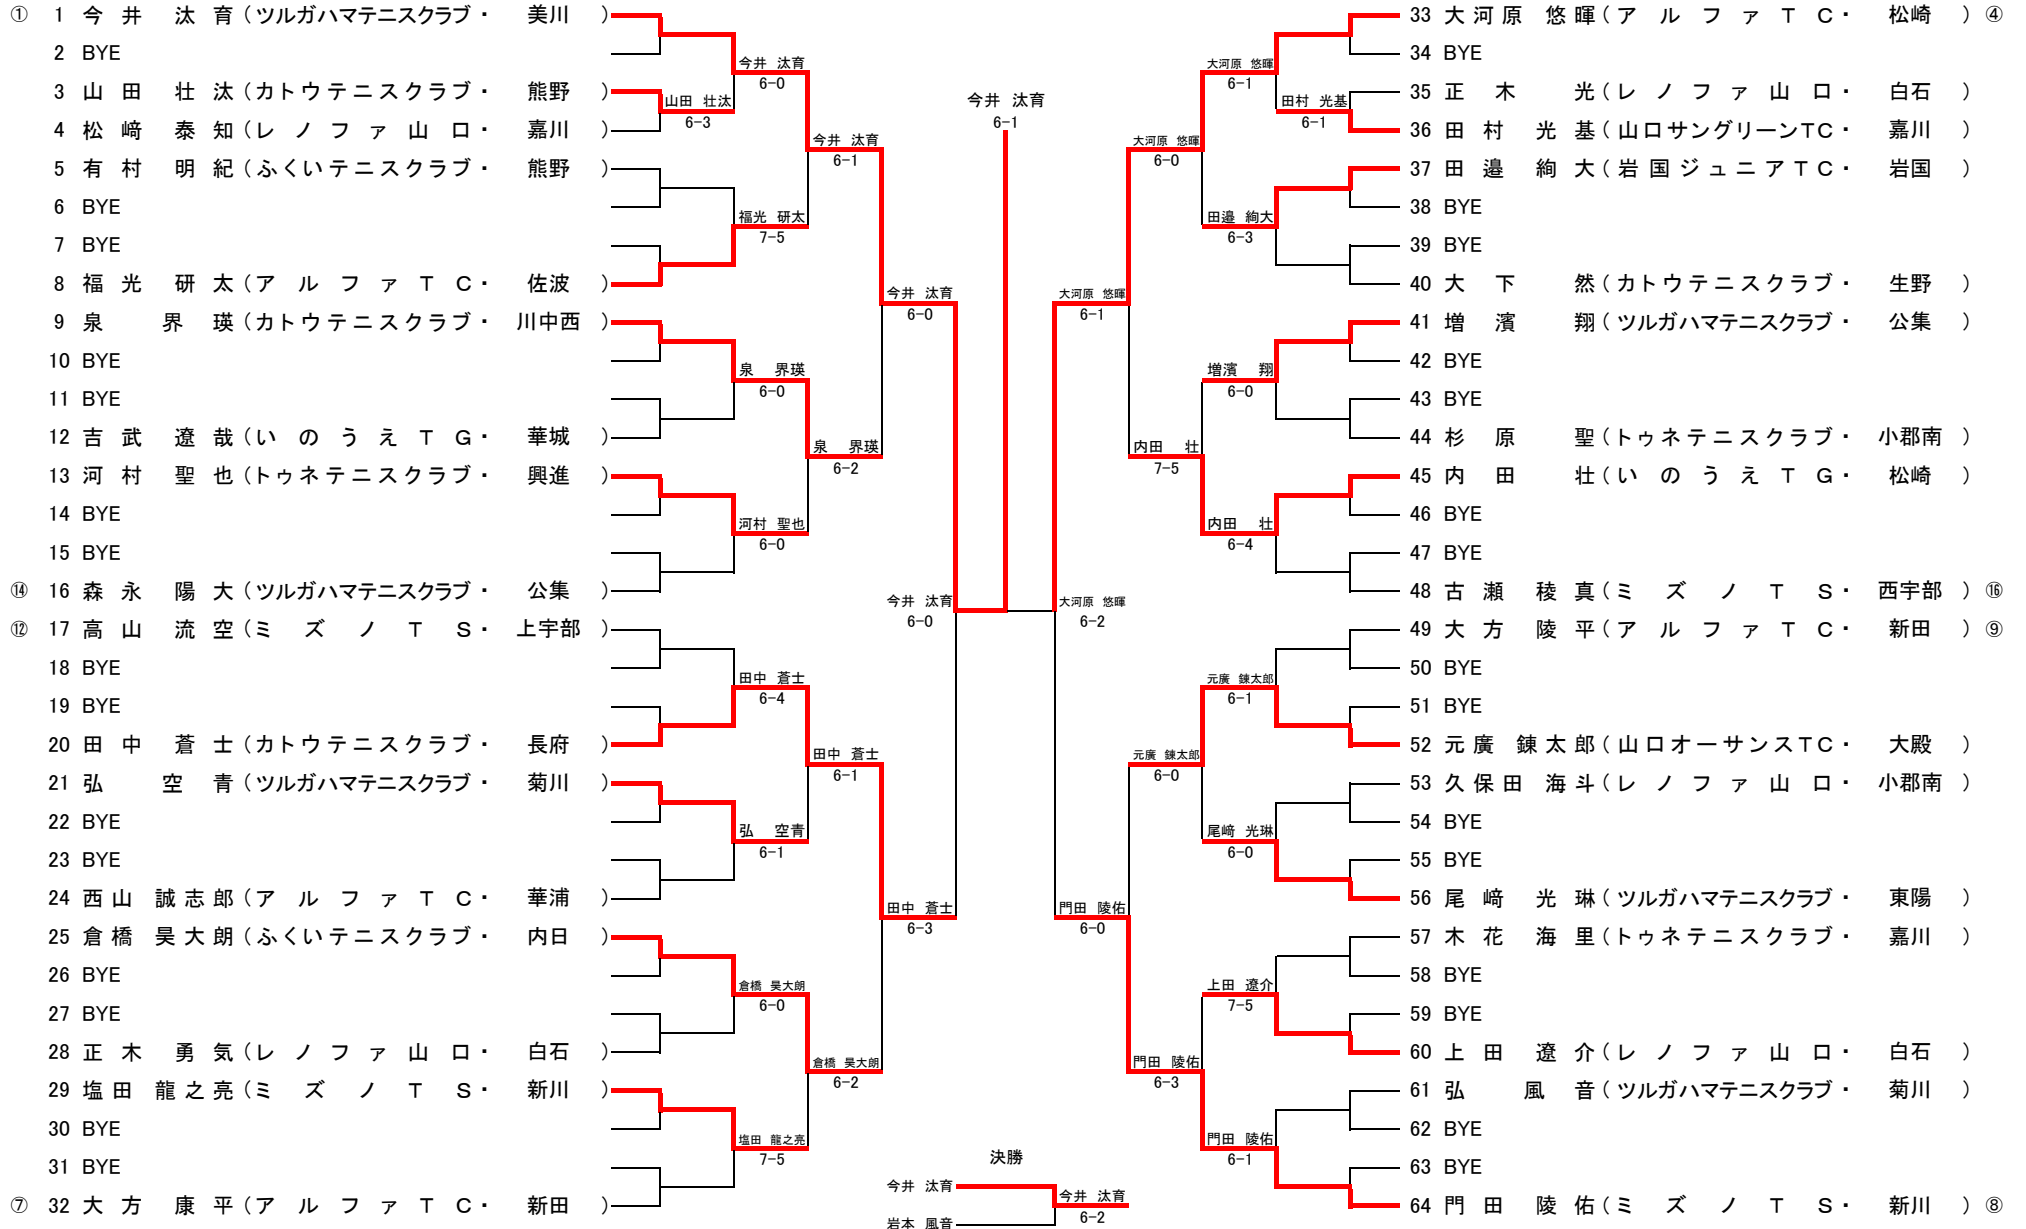 ① 1 今井 汰育 (ツルガハマテニスクラブ・ 美川 )
2 BYE
3 山田 壮汰 (カトウテニスクラブ・ 熊野 )
4 松﨑 泰知 (レノファ山口・ 嘉川 )
5 有村 明紀 (ふくいテニスクラブ・ 熊野 )
6 BYE
7 BYE
8 福光 研太 (アルファTC・ 佐波 )
9 泉 界瑛 (カトウテニスクラブ・ 川中西 )
10 BYE
11 BYE
12 吉武 遼哉 (いのうえTG・ 華城 )
13 河村 聖也 (トゥネテニスクラブ・ 興進 )
14 BYE
15 BYE
⑭ 16 森永 陽大 (ツルガハマテニスクラブ・ 公集 )
⑫ 17 高山 流空 (ミズノTS・ 上宇部 )
18 BYE
19 BYE
20 田中 蒼士 (カトウテニスクラブ・ 長府 )
21 弘 空青 (ツルガハマテニスクラブ・ 菊川 )
22 BYE
23 BYE
24 西山 誠志郎 (アルファTC・ 華浦 )
25 倉橋 昊大朗 (ふくいテニスクラブ・ 内日 )
26 BYE
27 BYE
28 正木 勇気 (レノファ山口・ 白石 )
29 塩田 龍之亮 (ミズノTS・ 新川 )
30 BYE
31 BYE
⑦ 32 大方 康平 (アルファTC・ 新田 )
山田 壮汰
6-3
今井 汰育
6-0
福光 研太
7-5
泉 界瑛
6-0
河村 聖也
6-0
田中 蒼士
6-4
弘 空青
6-1
倉橋 昊大朗
6-0
塩田 龍之亮
7-5
今井 汰育
6-1
泉 界瑛
6-2
田中 蒼士
6-1
倉橋 昊大朗
6-2
今井 汰育
6-0
田中 蒼士
6-3
今井 汰育
6-0
今井 汰育
6-1
大河原 悠暉
6-2
大河原 悠暉
6-1
門田 陵佑
6-0
大河原 悠暉
6-0
内田 壮
7-5
元廣 錬太郎
6-0
門田 陵佑
6-3
大河原 悠暉
6-1
田邉 絢大
6-3
増濱 翔
6-0
内田 壮
6-4
元廣 錬太郎
6-1
尾﨑 光琳
6-0
上田 遼介
7-5
門田 陵佑
6-1
田村 光基
6-1
33 大河原 悠暉 (アルファTC・ 松崎 ) ④
34 BYE
35 正木 光 (レノファ山口・ 白石 )
36 田村 光基 (山口サングリーンTC・ 嘉川 )
37 田邉 絢大 (岩国ジュニアTC・ 岩国 )
38 BYE
39 BYE
40 大下 然 (カトウテニスクラブ・ 生野 )
41 増濱 翔 (ツルガハマテニスクラブ・ 公集 )
42 BYE
43 BYE
44 杉原 聖 (トゥネテニスクラブ・ 小郡南 )
45 内田 壮 (いのうえTG・ 松崎 )
46 BYE
47 BYE
48 古瀬 稜真 (ミズノTS・ 西宇部 ) ⑯
49 大方 陵平 (アルファTC・ 新田 ) ⑨
50 BYE
51 BYE
52 元廣 錬太郎 (山口オーサンスTC・ 大殿 )
53 久保田 海斗 (レノファ山口・ 小郡南 )
54 BYE
55 BYE
56 尾﨑 光琳 (ツルガハマテニスクラブ・ 東陽 )
57 木花 海里 (トゥネテニスクラブ・ 嘉川 )
58 BYE
59 BYE
60 上田 遼介 (レノファ山口・ 白石 )
61 弘 風音 (ツルガハマテニスクラブ・ 菊川 )
62 BYE
63 BYE
64 門田 陵佑 (ミズノTS・ 新川 ) ⑧
決勝
今井 汰育
今井 汰育
6-2
岩本 風音